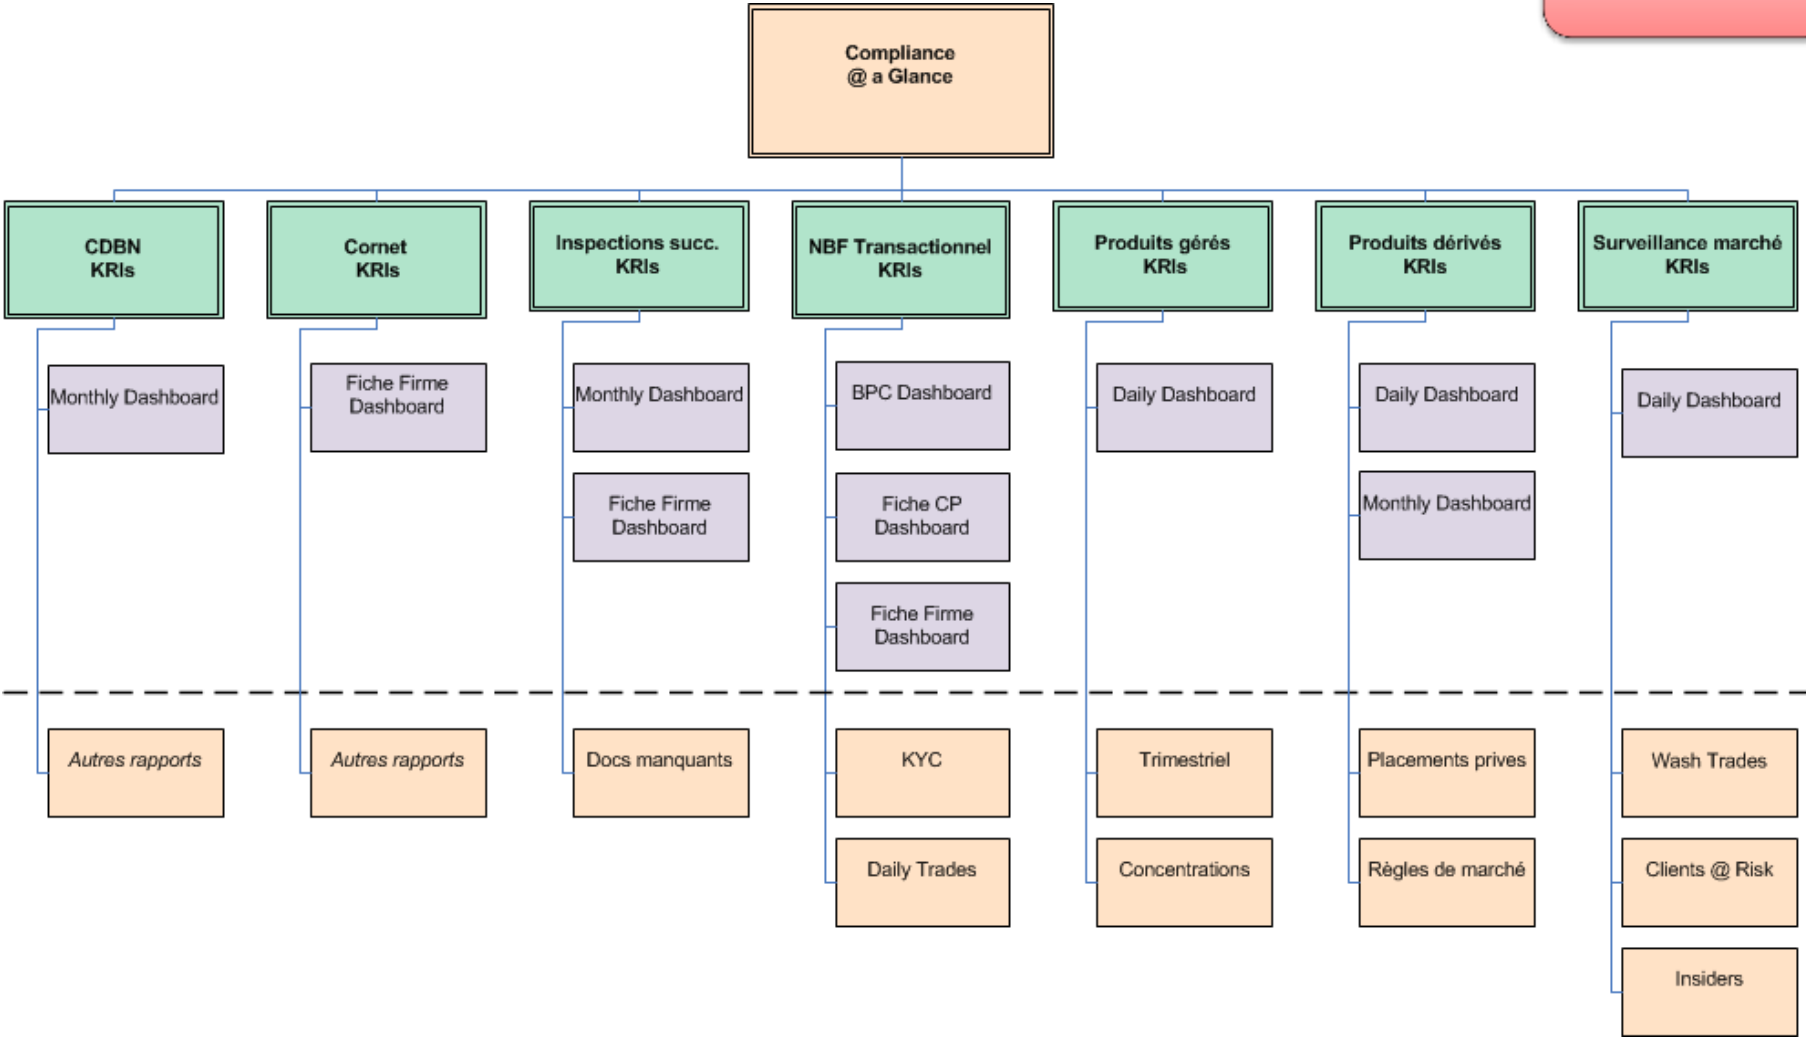 Compliance
@ a Glance
CDBN
KRIs
Cornet
KRIs
Inspections succ.
KRIs
NBF Transactionnel
KRIs
Produits gérés
KRIs
Produits dérivés
KRIs
Surveillance marché
KRIs
Monthly Dashboard
Fiche Firme
Dashboard
Monthly Dashboard
BPC Dashboard
Daily Dashboard
Daily Dashboard
Daily Dashboard
Fiche Firme
Dashboard
Fiche CP
Dashboard
Monthly Dashboard
Fiche Firme
Dashboard
Autres rapports
Autres rapports
Docs manquants
KYC
Trimestriel
Placements prives
Wash Trades
Daily Trades
Concentrations
Règles de marché
Clients @ Risk
Insiders